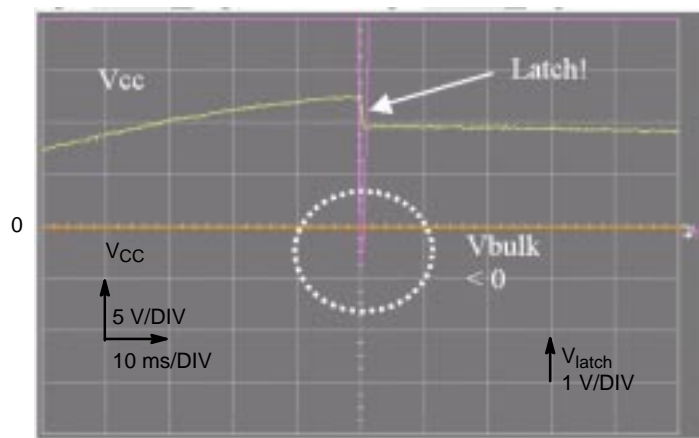 Vcc
Latch!
0
Vbulk
< 0
VCC
5 V/DIV
10 ms/DIV
Vlatch
1 V/DIV